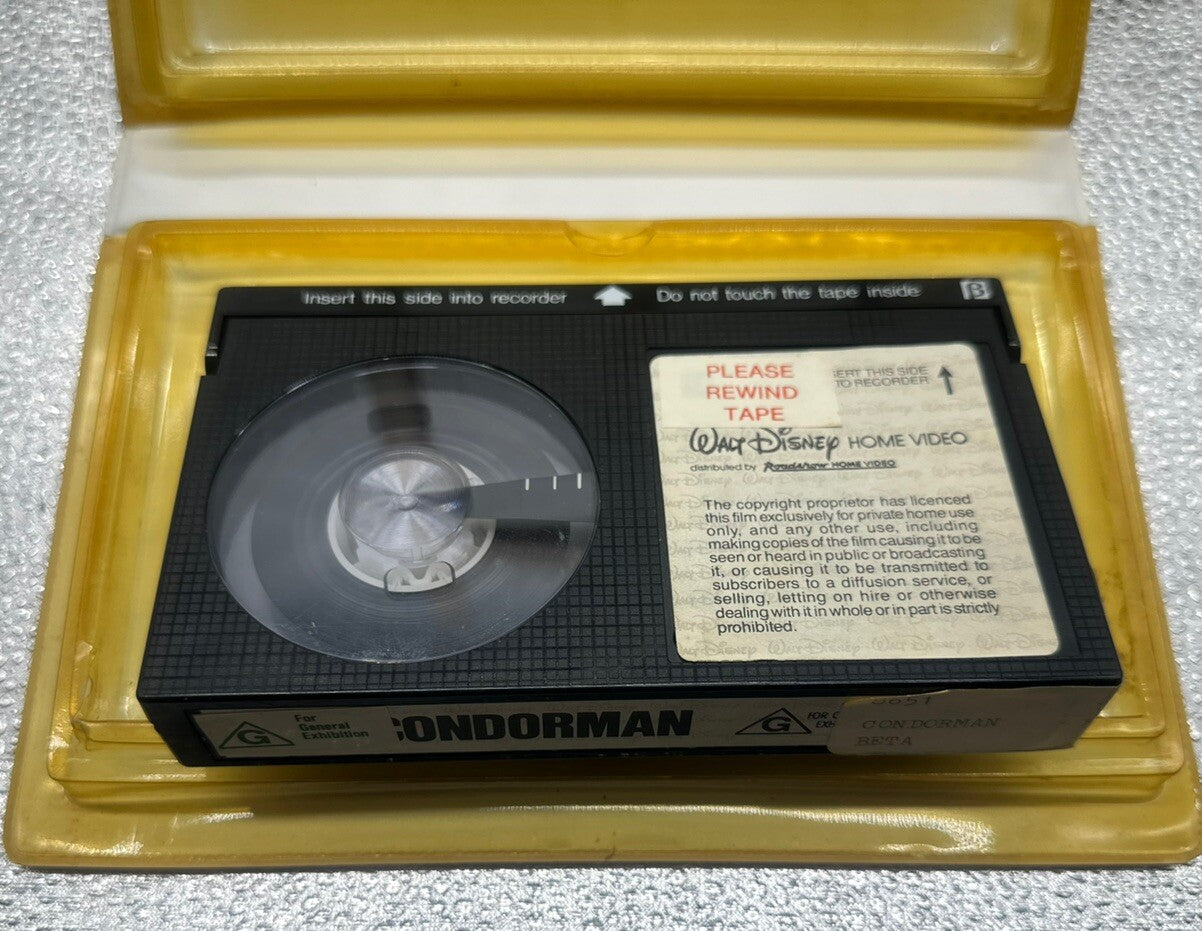 Insert this side into recorder
Do not touch the tape inside
PLEASE
REWIND
TAPE
ERT THIS SIDE
TO RECORDER
WALT DISNEY HOME VIDEO
distributed by Roadshow HOME VIDEO
The copyright proprietor has licenced
this film exclusively for private home use
only, and any other use, including
making copies of the film causing it to be
seen or heard in public or broadcasting
it, or causing it to be transmitted to
subscribers to a diffusion service, or
selling, letting on hire or otherwise
dealing with it in whole or in part is strictly
prohibited.
G
For
General
Exhibition
CONDORMAN
G
CONDORMAN
BETA